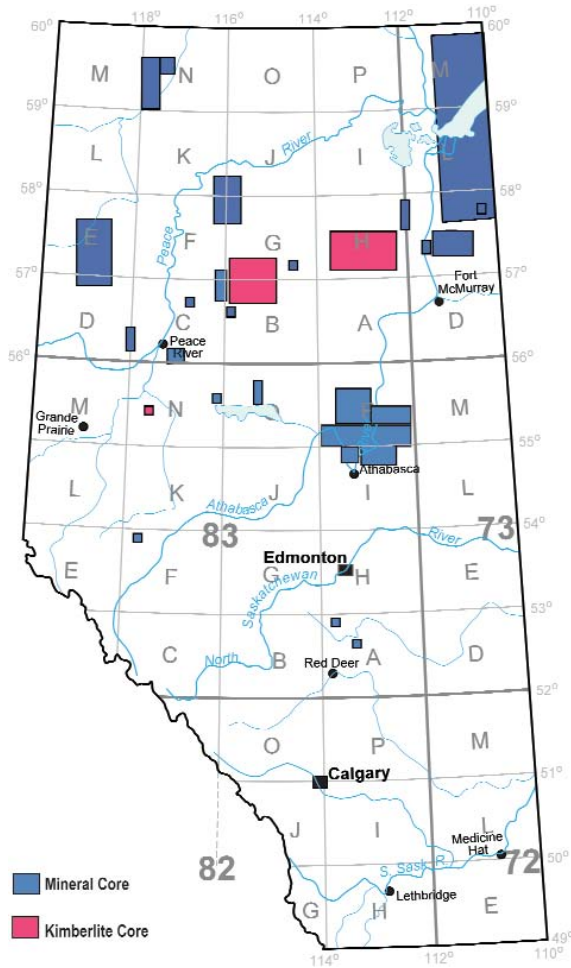 118° 116° 114° 112° 110°
60° 60°
M N O P M
59° 59°
River
L K J I L
58° 58°
Peace
E F G H
57° 57°
Fort
McMurray
D C B A D
Peace
River
56° 56°
M N M
Grande
Prairie
55°
Athabasca
L K J I L
Athabasca
83 73
54°
River
Edmonton
E F G H E
Saskatchewan
53°
C North B A D
Red Deer
52°
O P M
51°
Calgary
J I L
Medicine
Hat
50°
82 72
S. Sask. R.
Mineral Core
Lethbridge
G H E
Kimberlite Core
49°
114° 112° 110°